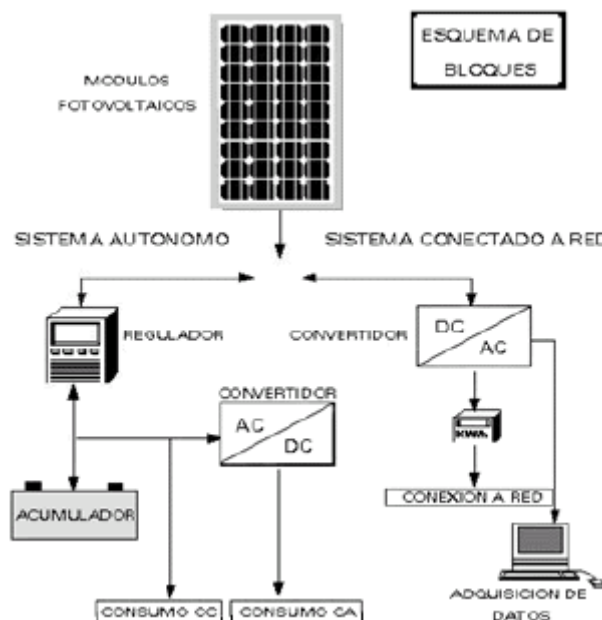 ESQUEMA DE
BLOQUES
MODULOS
FOTOVOLTAICOS
SISTEMA AUTONOMO
SISTEMA CONECTADO A RED
REGULADOR
CONVERTIDOR
DC
AC
CONVERTIDOR
AC
DC
KWh
ACUMULADOR
CONEXION A RED
CONSUMO CC
CONSUMO CA
ADQUISICION DE
DATOS